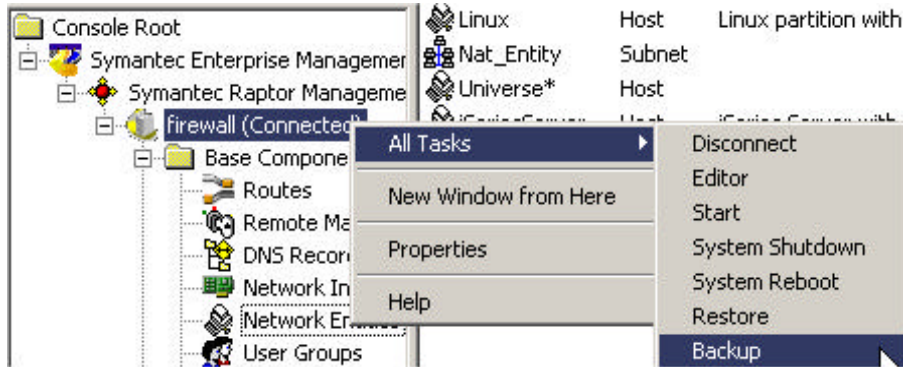 Console Root
Symantec Enterprise Managemer
Symantec Raptor Manageme
firewall (Connected)
Base Compone
Routes
Remote Ma
DNS Recor
Network In
Network En
User Groups
Linux Host Linux partition with
Nat_Entity Subnet
Universe* Host
iSeriesServer Host iSeries Server with
All Tasks
New Window from Here
Properties
Help
Disconnect
Editor
Start
System Shutdown
System Reboot
Restore
Backup